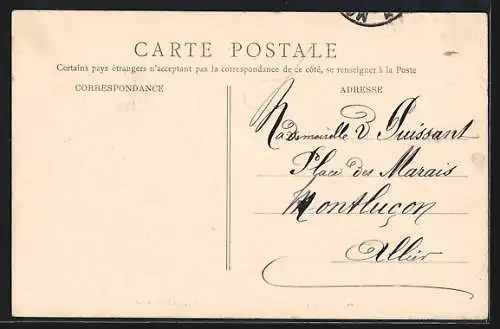 CARTE POSTALE
Certains pays étrangers n'acceptant pas la correspondance de ce côté, se renseigner à la Poste
CORRESPONDANCE
ADRESSE
Mademoiselle V Puissant
Place des Marais
Montluçon
Allier